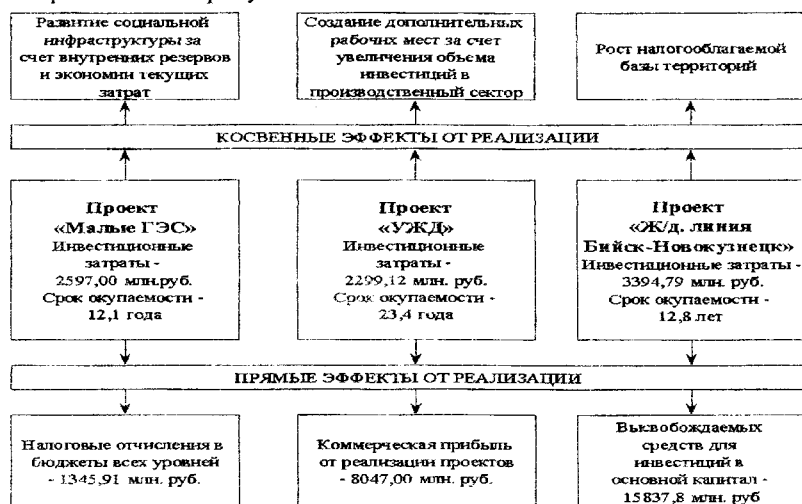 Развитие социальной
инфраструктуры за
счет внутренних резервов
и экономии текущих
затрат
Создание дополнительных
рабочих мест за счет
увеличения объема
инвестиций в
производственный сектор
Рост налогооблагаемой
базы территорий
КОСВЕННЫЕ ЭФФЕКТЫ ОТ РЕАЛИЗАЦИИ
Проект
«Малые ГЭС»
Инвестиционные
затраты -
2597,00 млн.руб.
Срок окупаемости -
12,1 года
Проект
«УЖД»
Инвестиционные
затраты -
2299,12 млн. руб.
Срок окупаемости -
23,4 года
Проект
«Ж/д. линия
Бийск-Новокузнецк»
Инвестиционные затраты -
3394,79 млн. руб.
Срок окупаемости -
12,8 лет
ПРЯМЫЕ ЭФФЕКТЫ ОТ РЕАЛИЗАЦИИ
Налоговые отчисления в
бюджеты всех уровней
- 1345,91 млн. руб.
Коммерческая прибыль
от реализации проектов
- 8047,00 млн. руб.
Высвобождаемых
средств для
инвестиций в
основной капитал -
15837,8 млн. руб